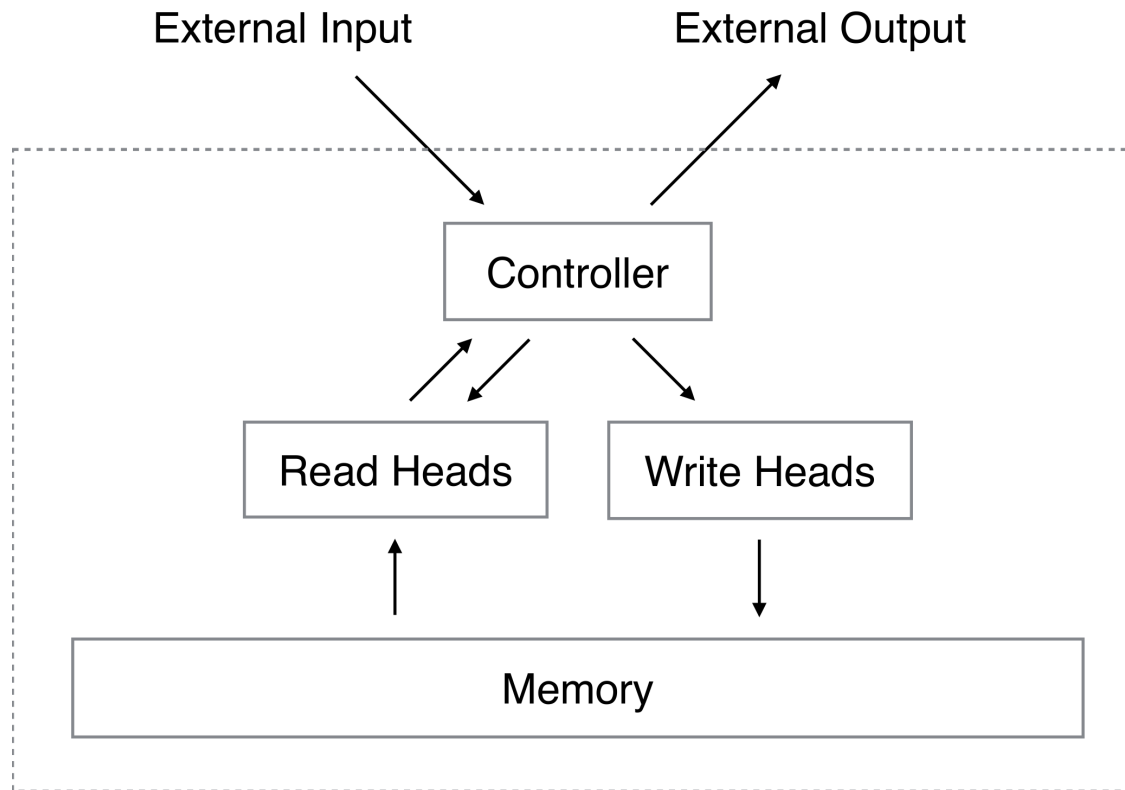 External Input
External Output
Controller
Read Heads
Write Heads
Memory